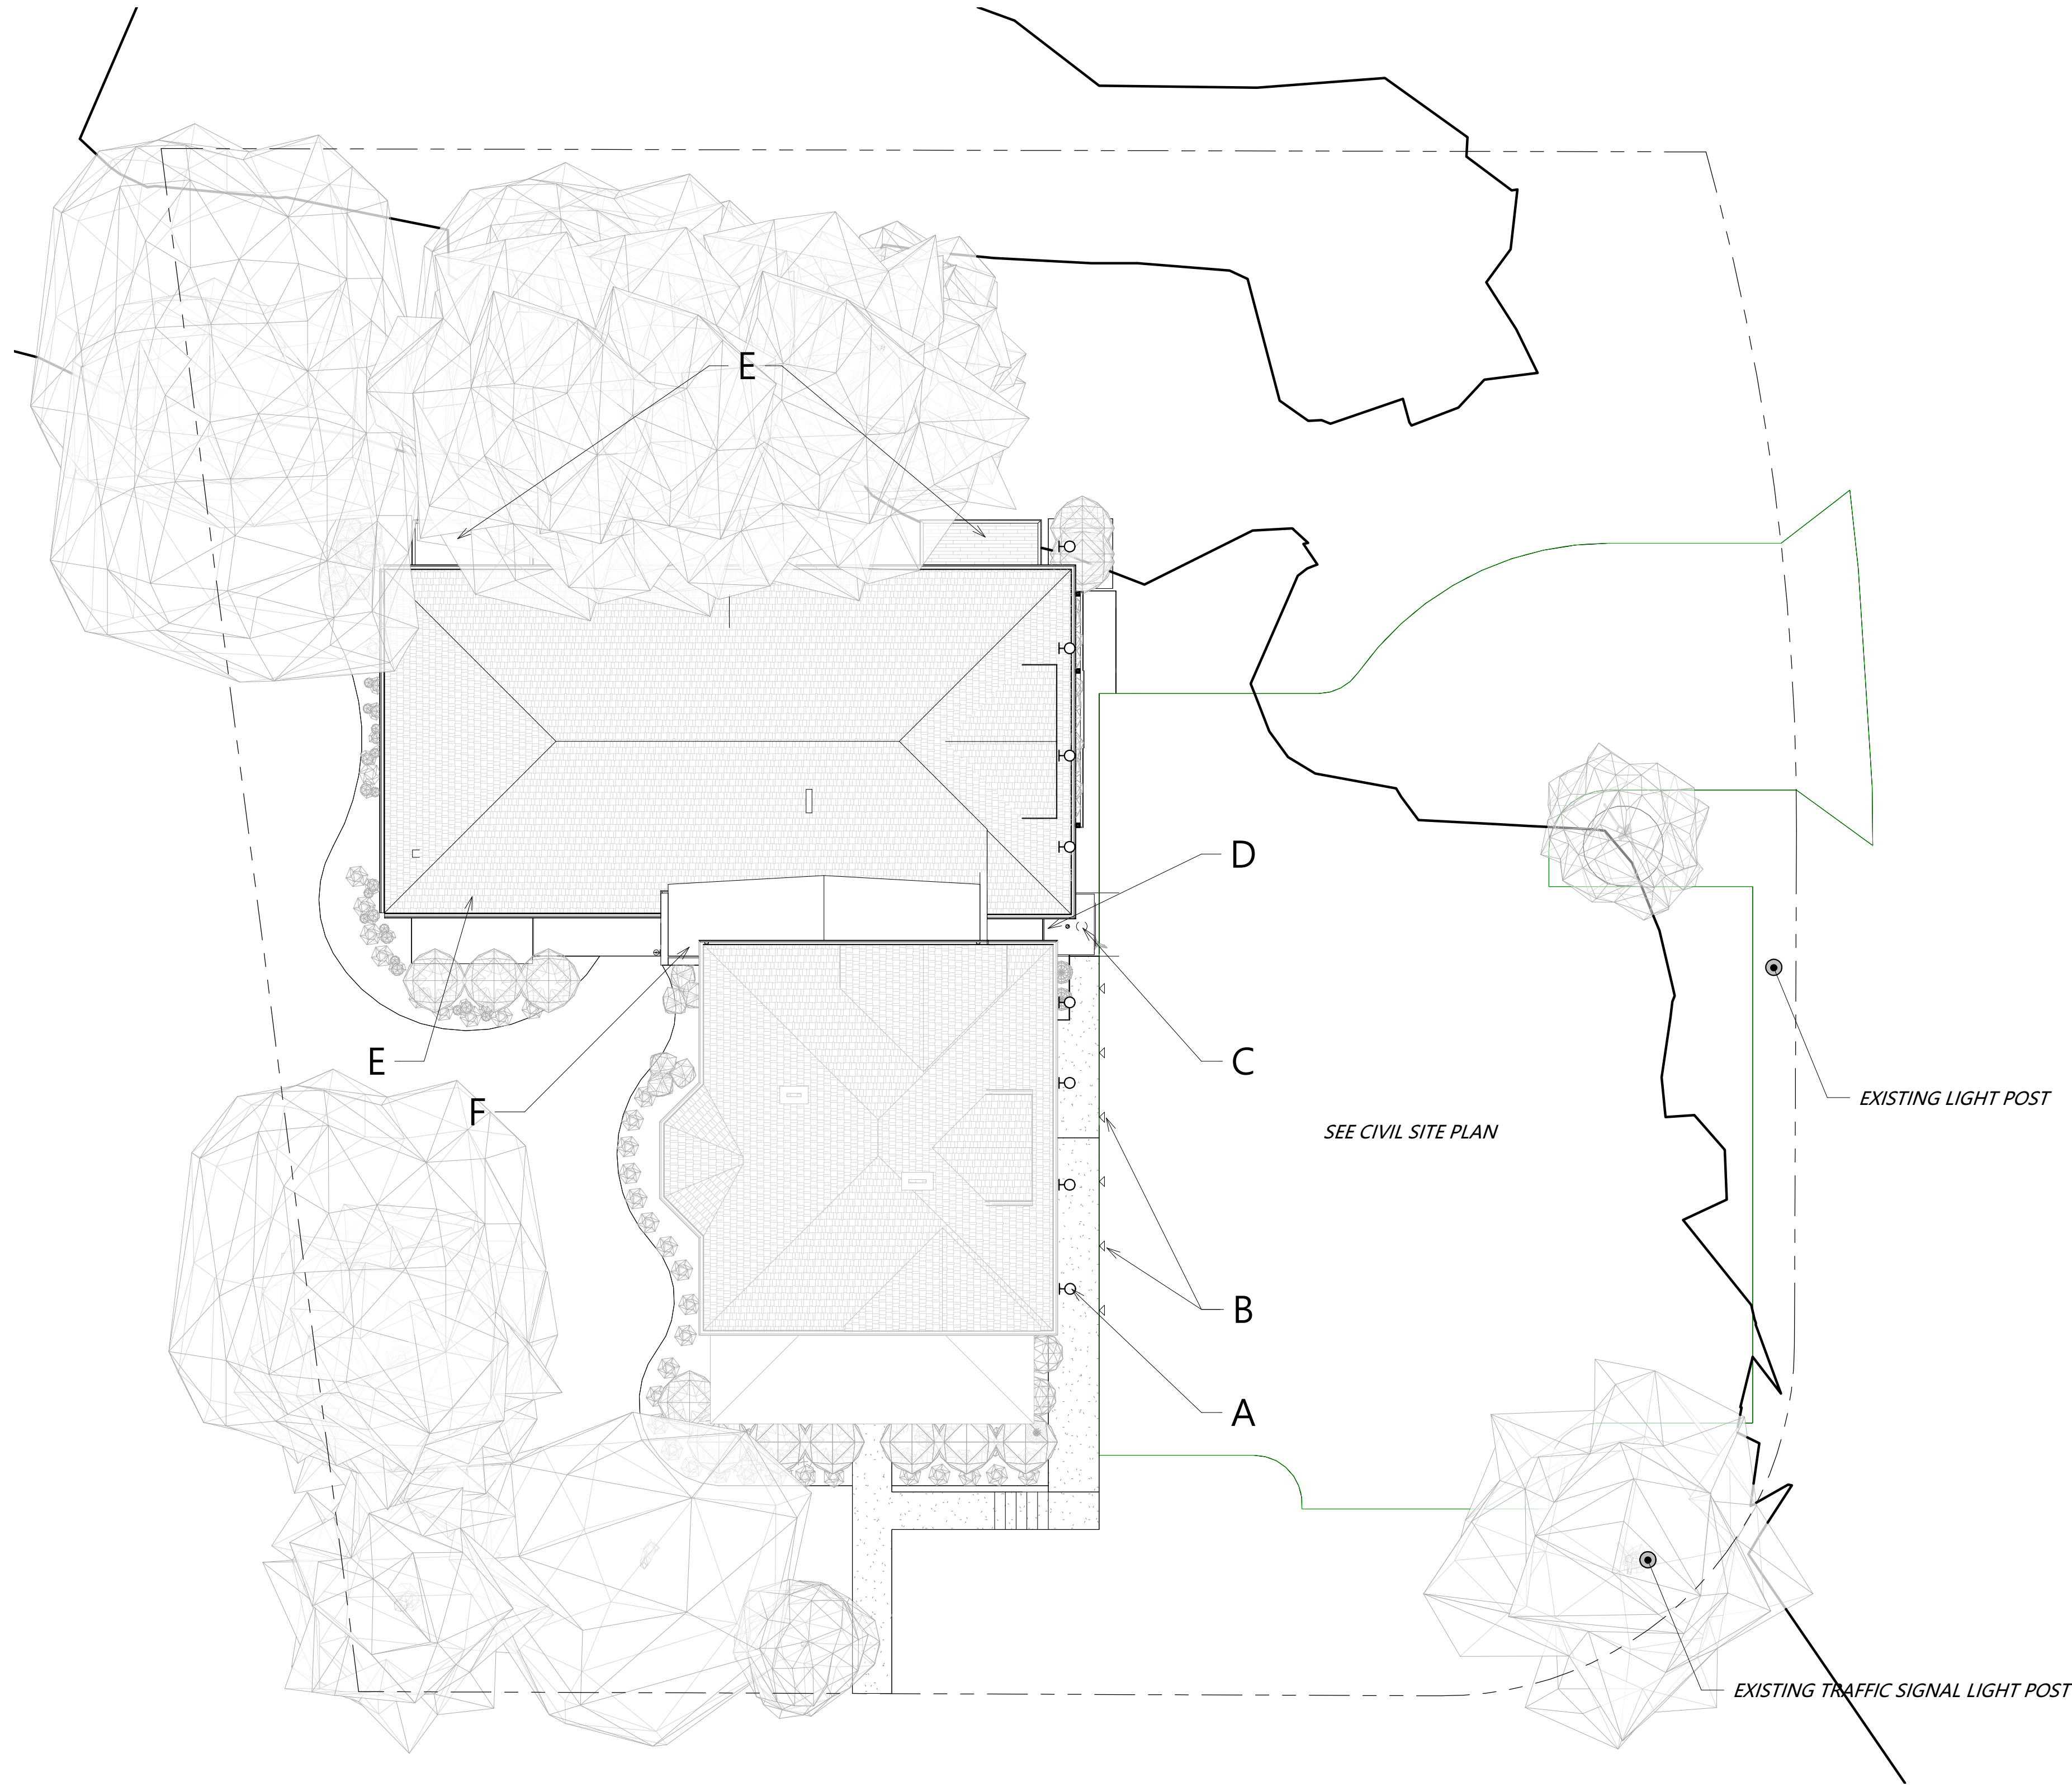 E
D
E
C
F
EXISTING LIGHT POST
SEE CIVIL SITE PLAN
B
A
EXISTING TRAFFIC SIGNAL LIGHT POST